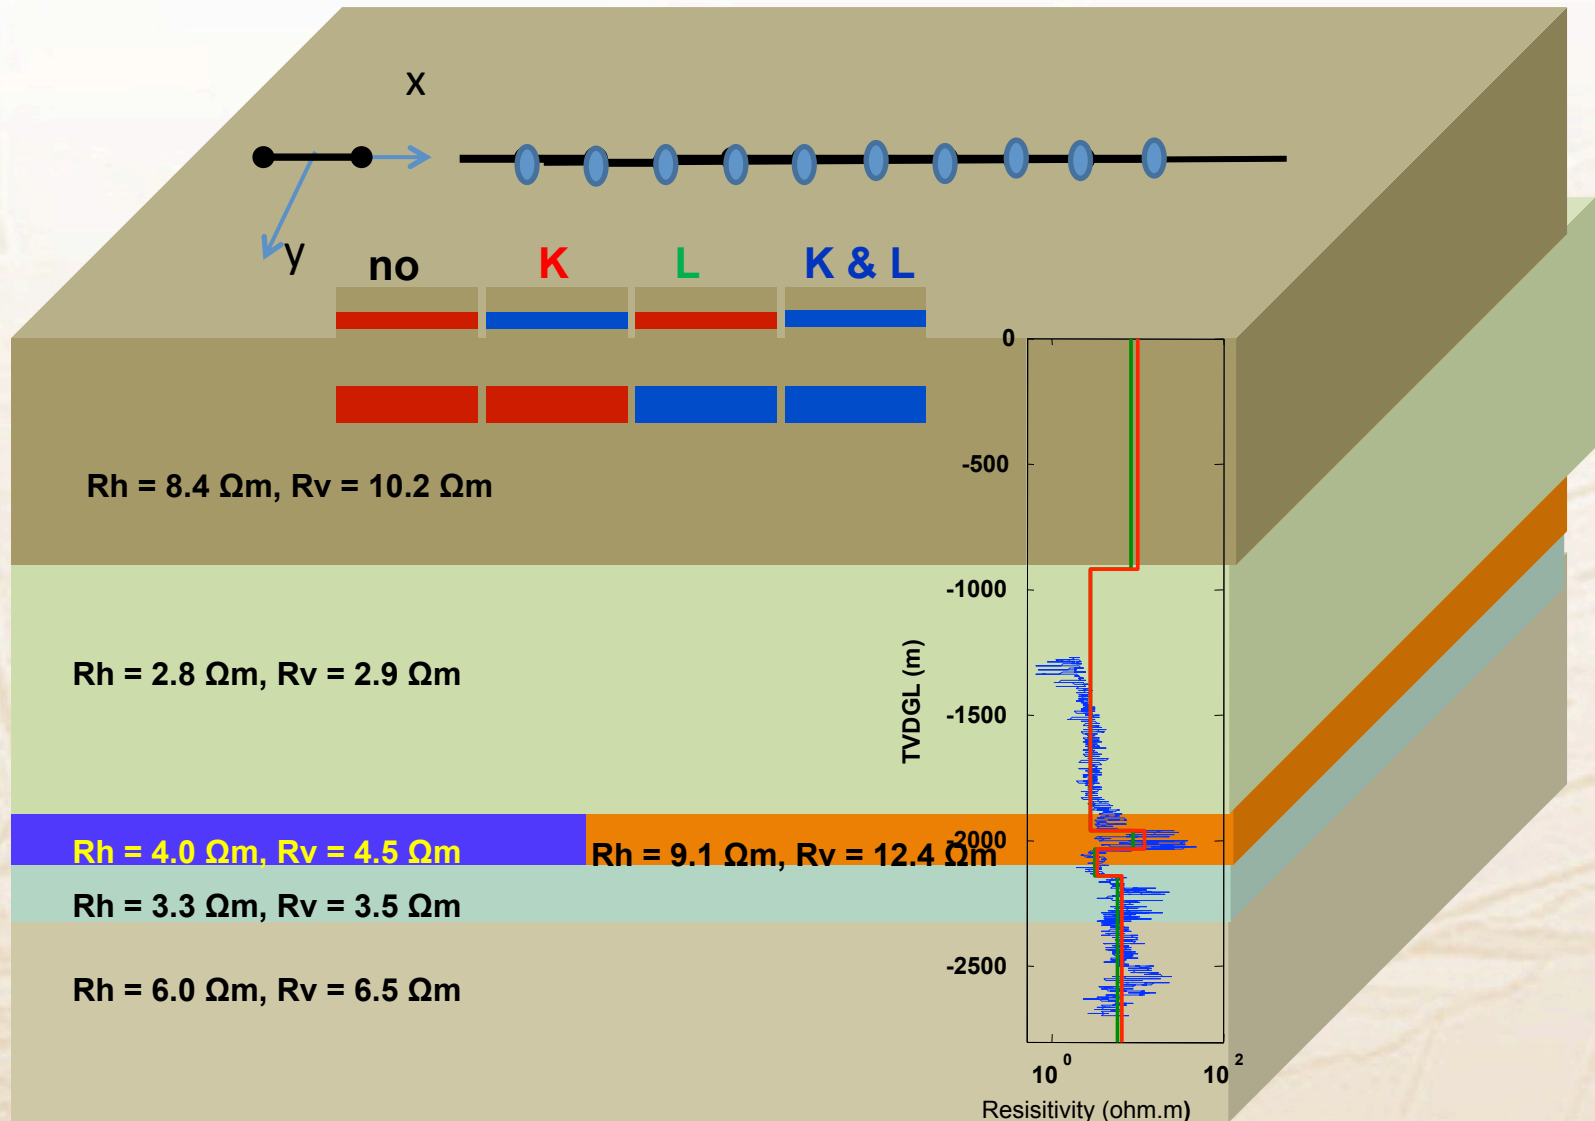 x
y
no K L K & L
0
-500
Rh = 8.4 Ωm, Rv = 10.2 Ωm
-1000
Rh = 2.8 Ωm, Rv = 2.9 Ωm
TVDGL (m)
-1500
-2000
Rh = 4.0 Ωm, Rv = 4.5 Ωm
Rh = 9.1 Ωm, Rv = 12.4 Ωm
Rh = 3.3 Ωm, Rv = 3.5 Ωm
-2500
Rh = 6.0 Ωm, Rv = 6.5 Ωm
10^0 10^2
Resisitivity (ohm.m)